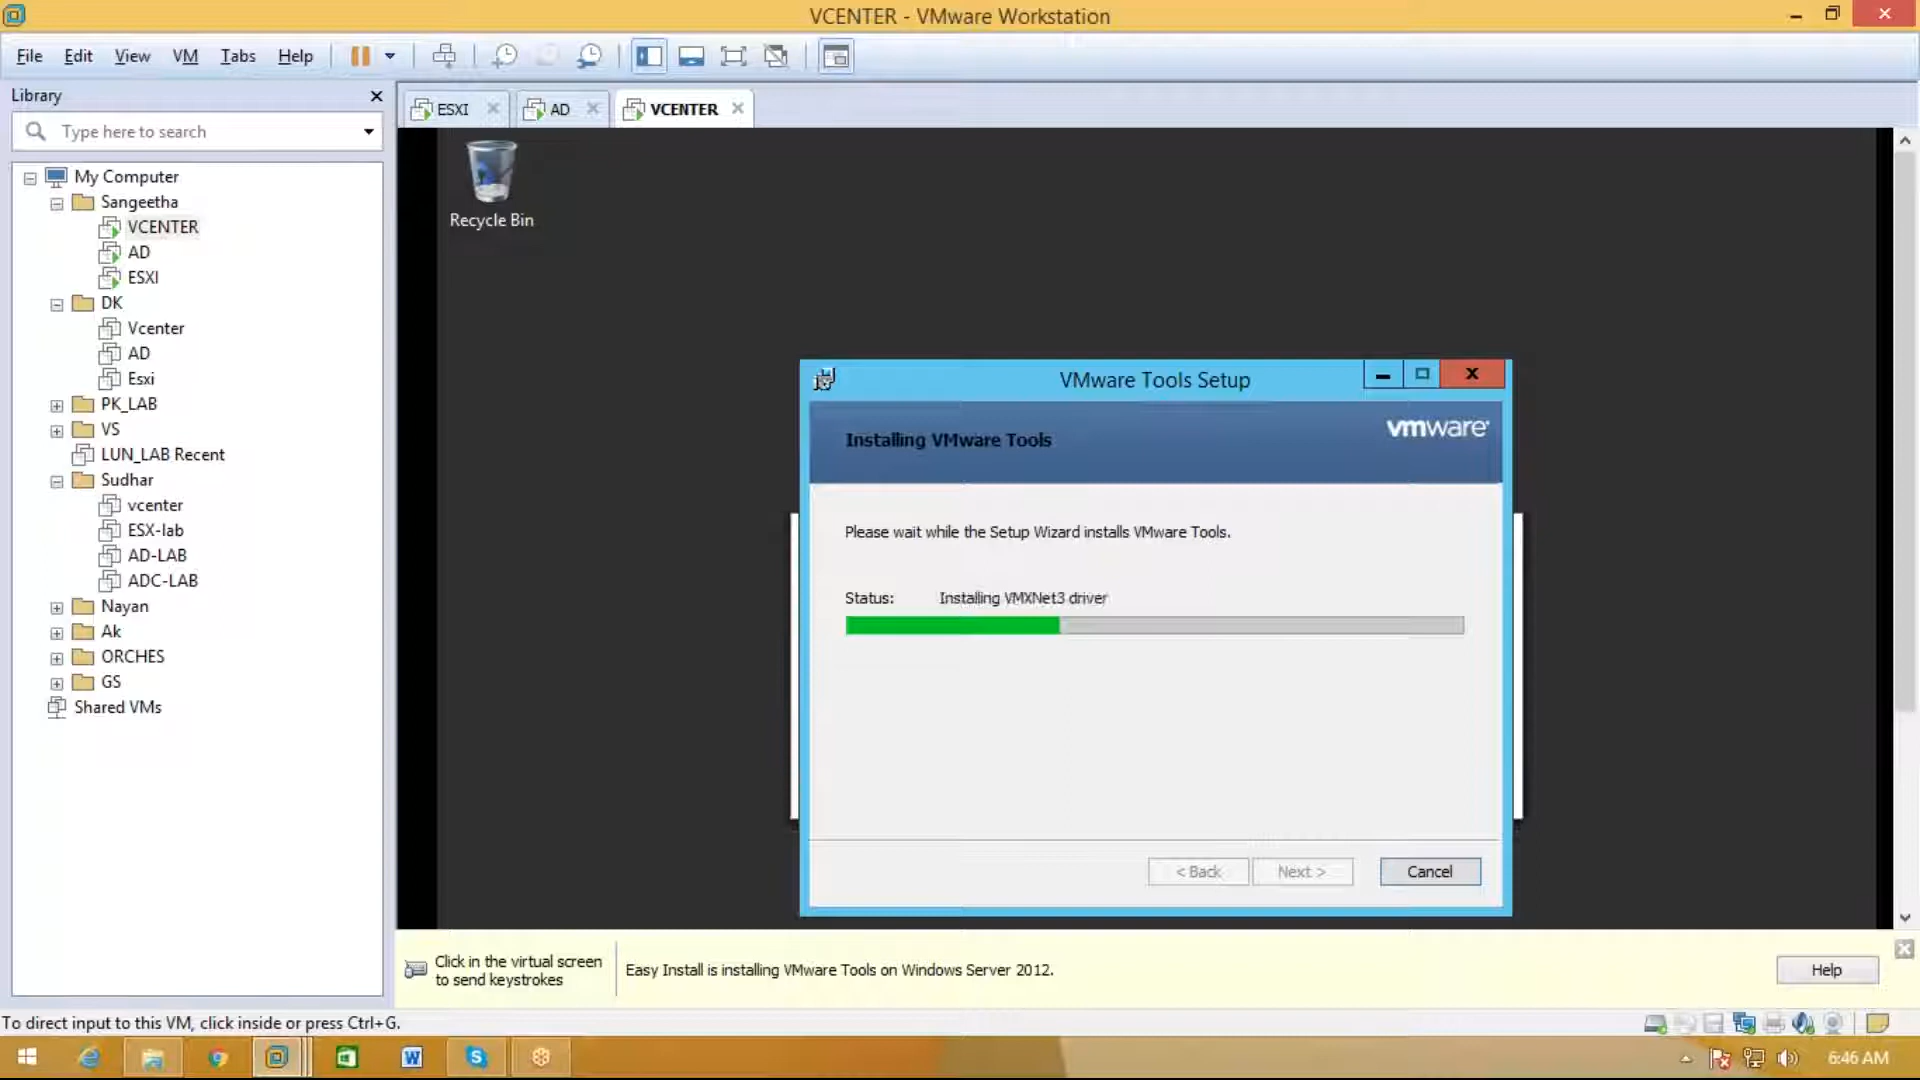 VCENTER - VMware Workstation
File Edit View VM Tabs Help
Library
Type here to search
My Computer
Sangeetha
VCENTER
AD
ESXI
DK
Vcenter
AD
Esxi
PK_LAB
VS
LUN_LAB Recent
Sudhar
vcenter
ESX-lab
AD-LAB
ADC-LAB
Nayan
Ak
ORCHES
GS
Shared VMs
ESXI AD VCENTER
Recycle Bin
VMware Tools Setup
Installing VMware Tools
vmware
Please wait while the Setup Wizard installs VMware Tools.
Status: Installing VMXNet3 driver
< Back Next > Cancel
Click in the virtual screen
to send keystrokes
Easy Install is installing VMware Tools on Windows Server 2012.
Help
To direct input to this VM, click inside or press Ctrl+G.
6:46 AM